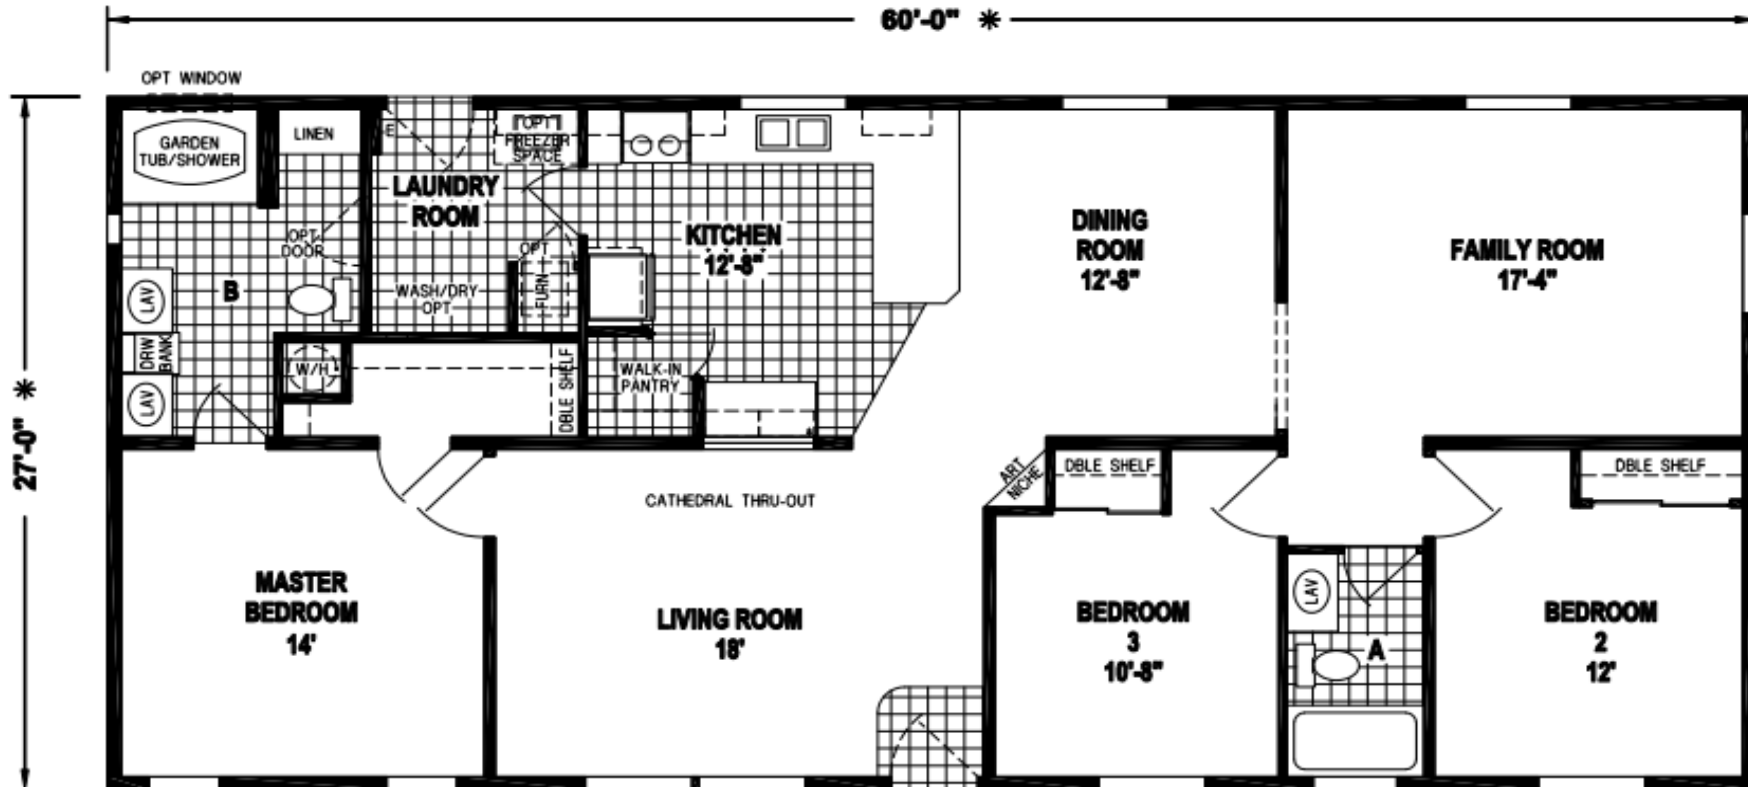 60'-0" *
OPT WINDOW
GARDEN
TUB/SHOWER
LINEN
OPT
FREEZER
SPACE
LAUNDRY
ROOM
KITCHEN
12'-8"
DINING
ROOM
12'-8"
FAMILY ROOM
17'-4"
OPT
DOOR
OPT
LAV
B
WASH/DRY
OPT
FURN
DRW
BANK
W/H
DBLE SHELF
WALK-IN
PANTRY
LAV
27'-0" *
CATHEDRAL THRU-OUT
ART
NICHE
DBLE SHELF
DBLE SHELF
MASTER
BEDROOM
14'
LIVING ROOM
18'
BEDROOM
3
10'-8"
LAV
A
BEDROOM
2
12'